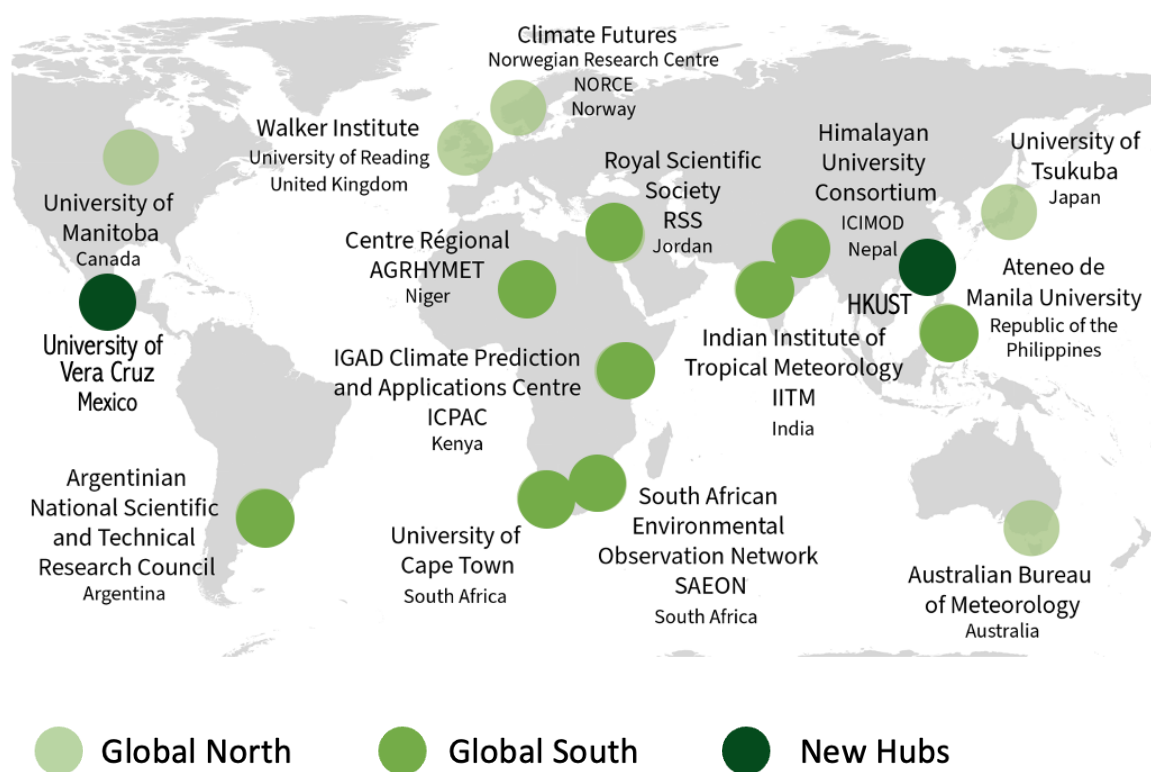 Climate Futures
Norwegian Research Centre
NORCE
Norway
Walker Institute
University of Reading
United Kingdom
University of
Manitoba
Canada
University of
Vera Cruz
Mexico
Royal Scientific
Society
RSS
Jordan
Himalayan
University
Consortium
ICIMOD
Nepal
University of
Tsukuba
Japan
Centre Régional
AGRHYMET
Niger
HKUST
Ateneo de
Manila University
Republic of the
Philippines
Indian Institute of
Tropical Meteorology
IITM
India
IGAD Climate Prediction
and Applications Centre
ICPAC
Kenya
Argentinian
National Scientific
and Technical
Research Council
Argentina
University of
Cape Town
South Africa
South African
Environmental
Observation Network
SAEON
South Africa
Australian Bureau
of Meteorology
Australia
Global North
Global South
New Hubs